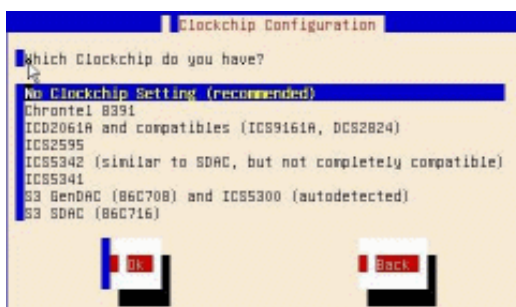 Clockchip Configuration
Which Clockchip do you have?
No Clockchip Setting (recommended)
Chrontel 8391
ICD2061A and compatibles (ICS9161A, DCS2824)
ICS2595
ICS5342 (similar to SDAC, but not completely compatible)
ICS5341
S3 GenDAC (86C708) and ICS5300 (autodetected)
S3 SDAC (86C716)
Ok
Back